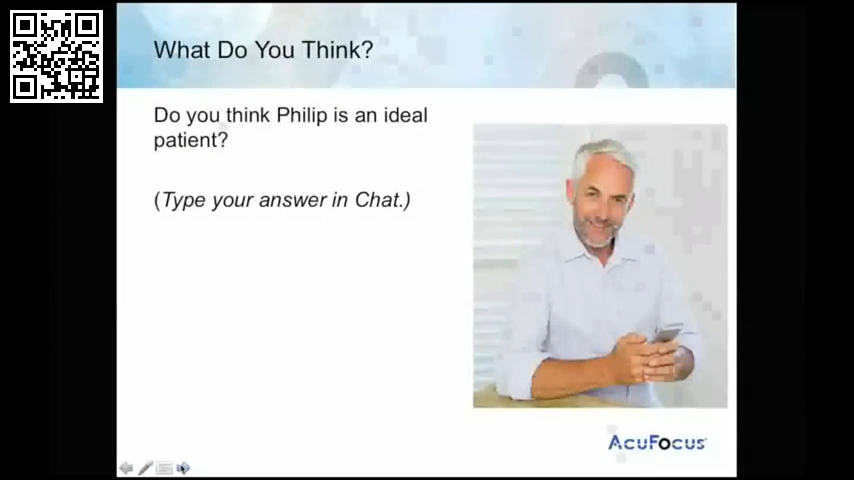 What Do You Think?
Do you think Philip is an ideal
patient?
(Type your answer in Chat.)
AcuFocus